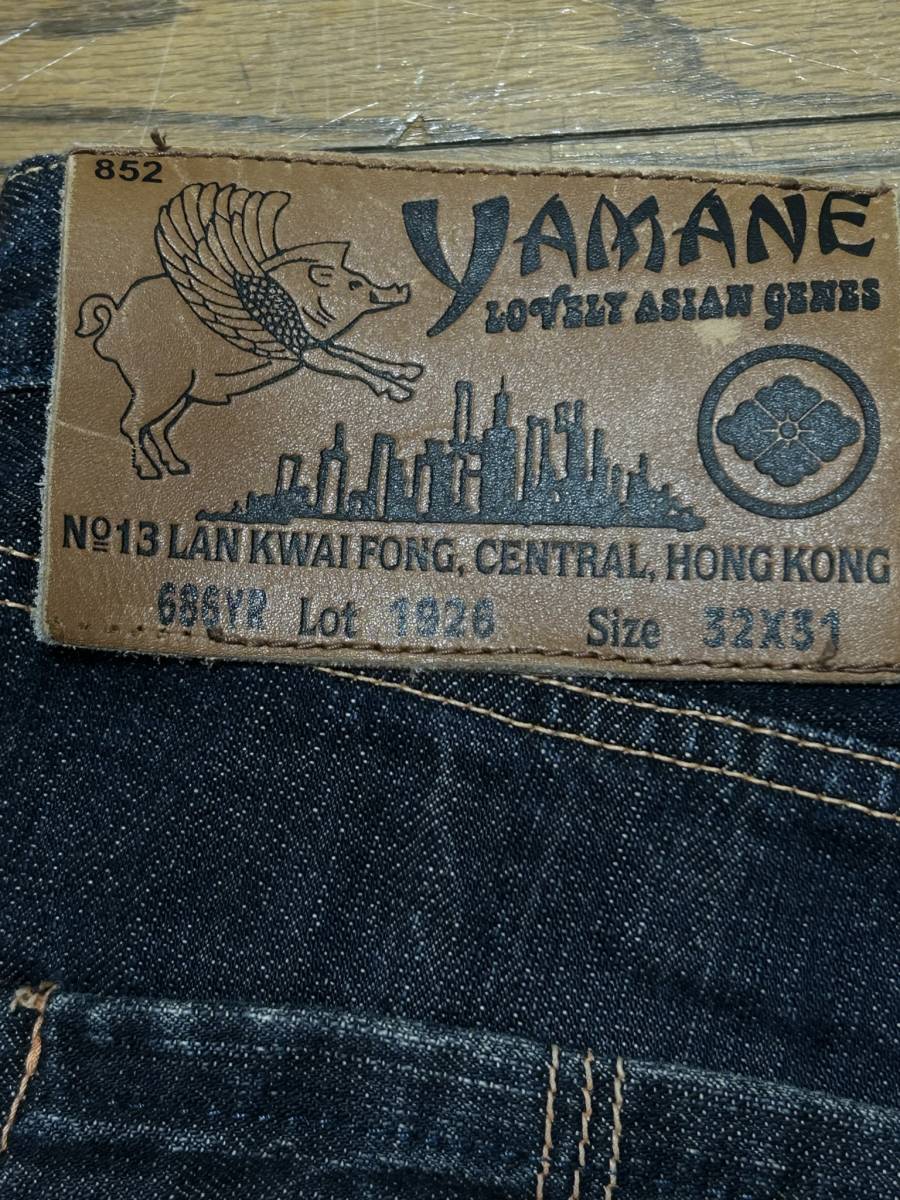 852
YAMANE
LOVELY ASIAN GENES
Nº13 LAN KWAI FONG, CENTRAL, HONG KONG
686YR Lot 1926 Size 32X31